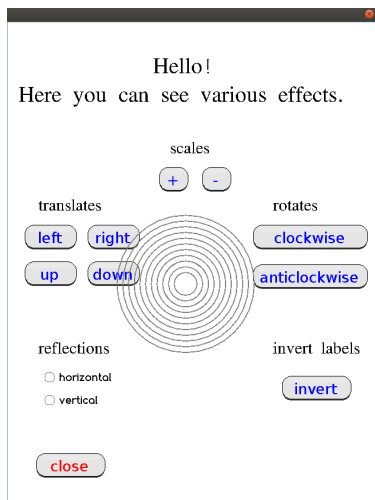 Hello!
Here you can see various effects.
scales
+ -
translates rotates
left right clockwise
up down anticlockwise
reflections invert labels
horizontal
invert
vertical
close